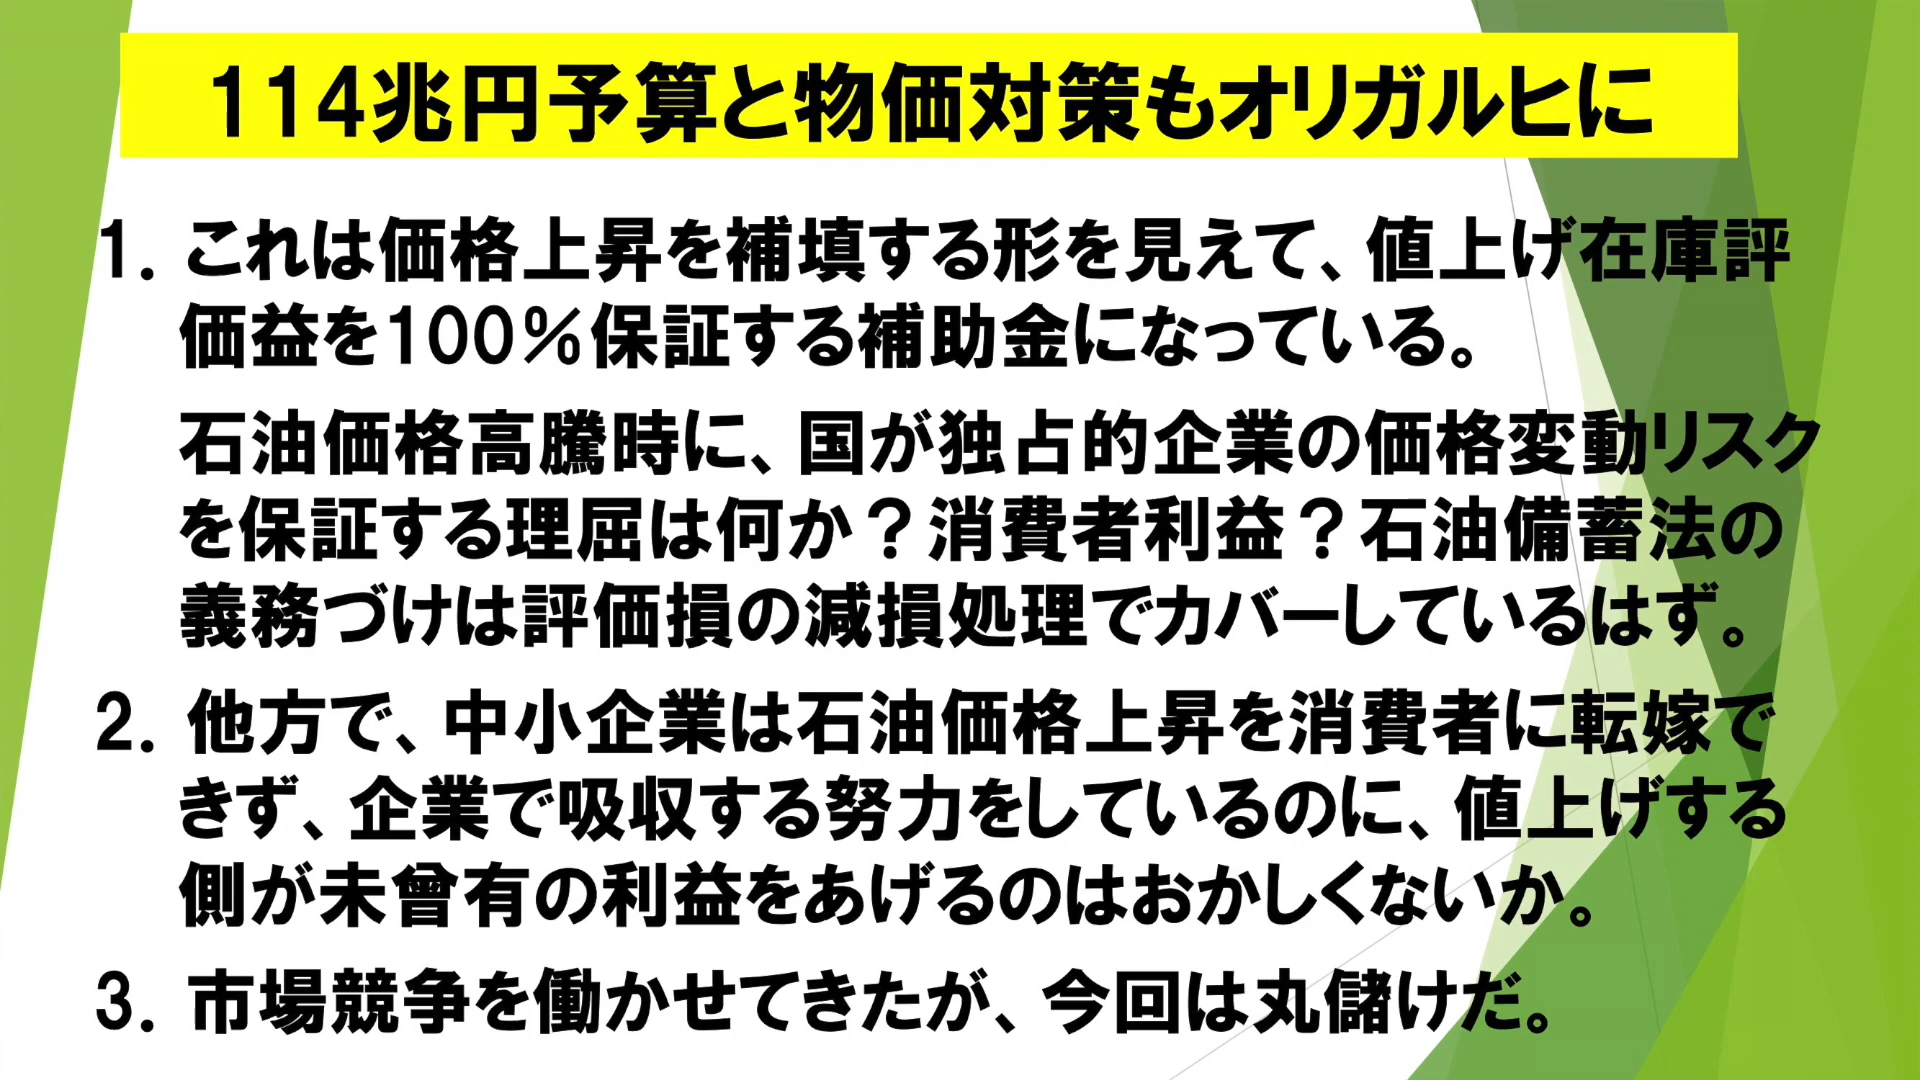 114兆円予算と物価対策もオリガルヒに
1. これは価格上昇を補填する形を見えて、値上げ在庫評
価益を100%保証する補助金になっている。
石油価格高騰時に、国が独占的企業の価格変動リスク
を保証する理屈は何か？消費者利益？石油備蓄法の
義務づけは評価損の減損処理でカバーしているはず。
2. 他方で、中小企業は石油価格上昇を消費者に転嫁で
きず、企業で吸収する努力をしているのに、値上げする
側が未曾有の利益をあげるのはおかしくないか。
3. 市場競争を働かせてきたが、今回は丸儲けだ。